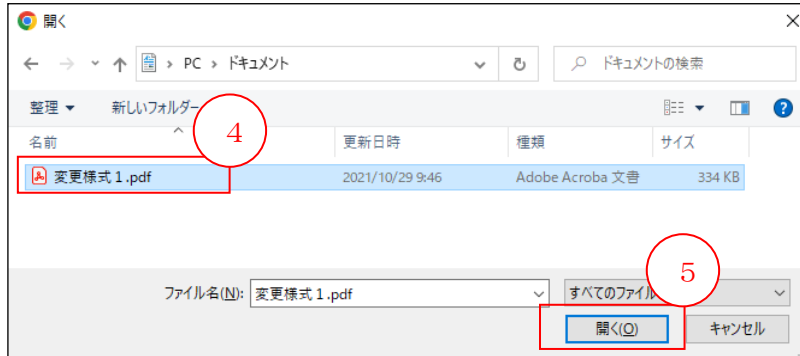 開く
PC › ドキュメント ドキュメントの検索
整理 新しいフォルダー
4
名前 更新日時 種類 サイズ
変更様式１.pdf 2021/10/29 9:46 Adobe Acroba 文書 334 KB
5
ファイル名(N): 変更様式１.pdf すべてのファイル
開く(O) キャンセル